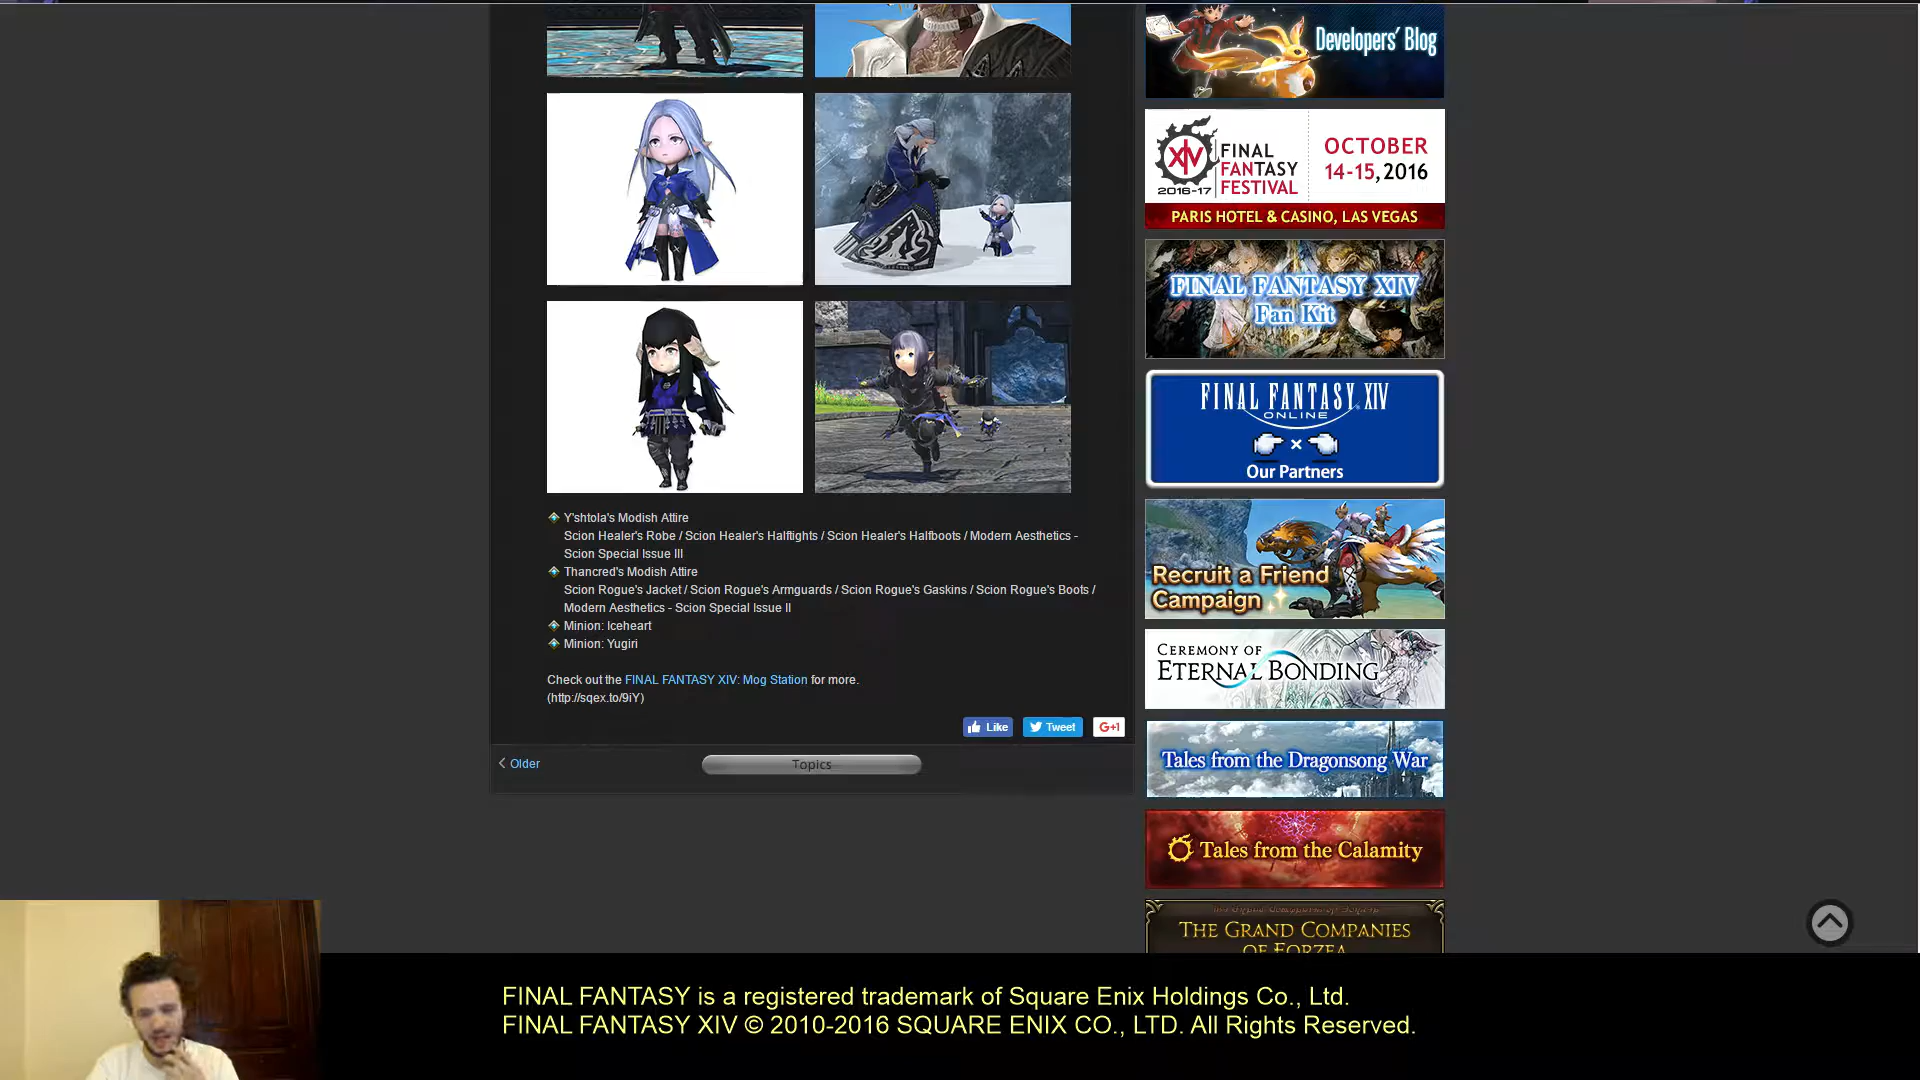 Developers' Blog
XIV
2016-17
FINAL
FANTASY
FESTIVAL
OCTOBER
14-15, 2016
PARIS HOTEL & CASINO, LAS VEGAS
FINAL FANTASY XIV
Fan Kit
FINAL FANTASY XIV
ONLINE
×
Our Partners
Y'shtola's Modish Attire
Scion Healer's Robe / Scion Healer's Halftights / Scion Healer's Halfboots / Modern Aesthetics -
Scion Special Issue III
Thancred's Modish Attire
Scion Rogue's Jacket / Scion Rogue's Armguards / Scion Rogue's Gaskins / Scion Rogue's Boots /
Modern Aesthetics - Scion Special Issue II
Minion: Iceheart
Minion: Yugiri
Check out the FINAL FANTASY XIV: Mog Station for more.
(http://sqex.to/9iY)
Like
Tweet
G+1
Older
Topics
Recruit a Friend
Campaign
CEREMONY OF
ETERNAL BONDING
Tales from the Dragonsong War
Tales from the Calamity
THE GRAND COMPANIES
OF EORZEA
FINAL FANTASY is a registered trademark of Square Enix Holdings Co., Ltd.
FINAL FANTASY XIV © 2010-2016 SQUARE ENIX CO., LTD. All Rights Reserved.